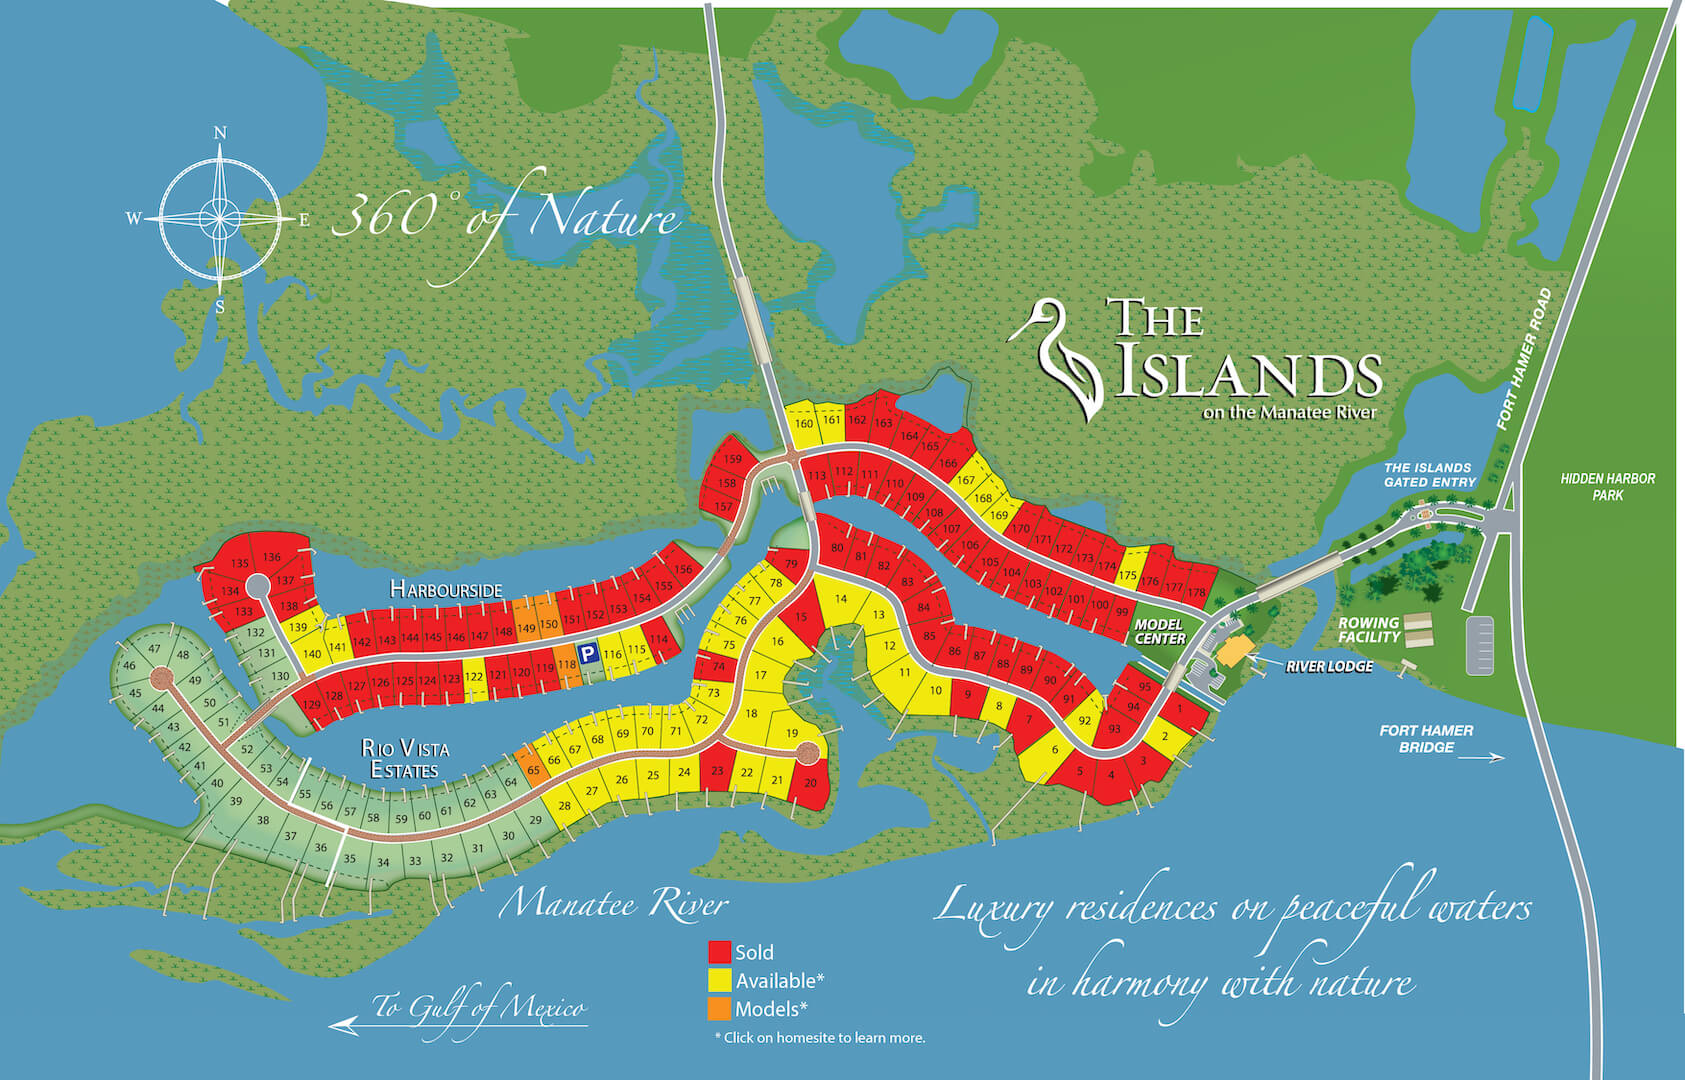 N
W
E
S
360° of Nature
THE
ISLANDS
on the Manatee River
FORT HAMER ROAD
THE ISLANDS
GATED ENTRY
HIDDEN HARBOR
PARK
160 161 162 163 164 165 166 167 168 169 170 171 172 173 174 175 176 177 178
159
158
157
113 112 111 110 109 108 107 106 105 104 103 102 101 100 99
136
135
137
134
133
138
HARBOURSIDE
139
140 141 142 143 144 145 146 147 148 149 150 151 152 153 154 155 156
132
131
130
129 128 127 126 125 124 123 122 121 120 119 118 P 116 115 114
80 81 82 83 84 85 86 87 88 89 90 91 92 93 94 95
79
78
77
76
75
74
73
72
14 13 12 11 10 9 8 7 6 5 4 3 2 1
15
16
17
18
19
20
MODEL
CENTER
ROWING
FACILITY
RIVER LODGE
FORT HAMER
BRIDGE
RIO VISTA
ESTATES
46 47 48 49 50 51 52 53 54 55 56 57 58 59 60 61 62 63 64 65 66 67 68 69 70 71
45 44 43 42 41 40 39 38 37 36 35 34 33 32 31 30 29 28 27 26 25 24 23 22 21
Manatee River
Luxury residences on peaceful waters
in harmony with nature
Sold
Available*
Models*
* Click on homesite to learn more.
To Gulf of Mexico